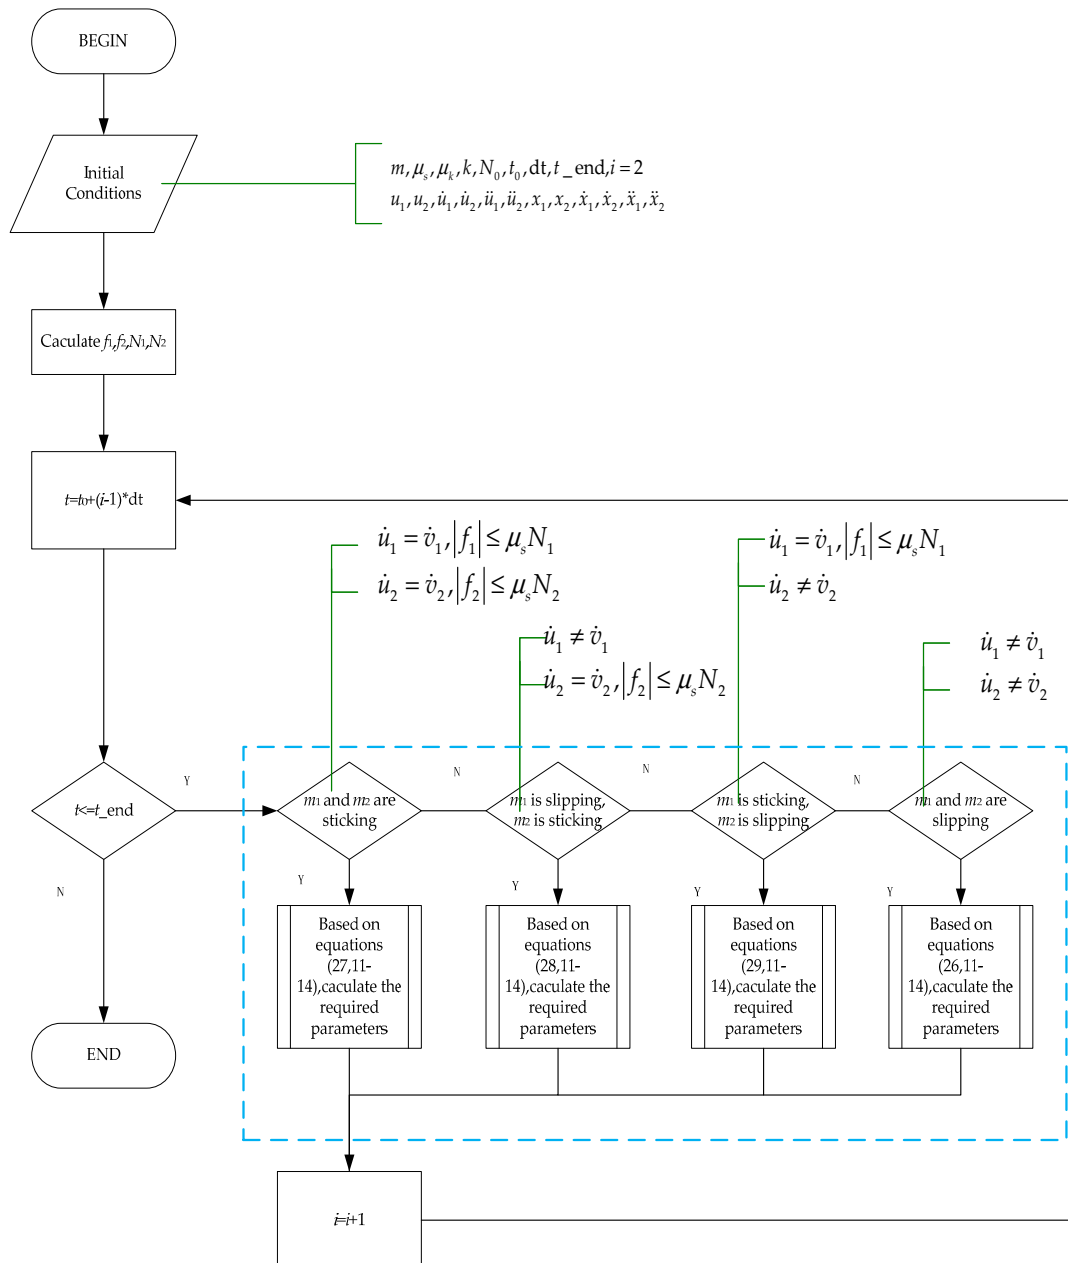 BEGIN
Initial
Conditions
m, μₛ, μₖ, k, N₀, t₀, dt, t_end, i = 2
u₁, u₂, u̇₁, u̇₂, ü₁, ü₂, x₁, x₂, ẋ₁, ẋ₂, ẍ₁, ẍ₂
Caculate f₁,f₂,N₁,N₂
t=t₀+(i-1)*dt
u̇₁ = v̇₁, |f₁| ≤ μₛN₁
u̇₂ = v̇₂, |f₂| ≤ μₛN₂
u̇₁ ≠ v̇₁
u̇₂ = v̇₂, |f₂| ≤ μₛN₂
u̇₁ = v̇₁, |f₁| ≤ μₛN₁
u̇₂ ≠ v̇₂
u̇₁ ≠ v̇₁
u̇₂ ≠ v̇₂
t<=t_end
Y
N
m₁ and m₂ are
sticking
N
m₁ is slipping,
m₂ is sticking
N
m₁ is sticking,
m₂ is slipping
N
m₁ and m₂ are
slipping
Y
Y
Y
Y
Based on
equations
(27,11-
14),caculate the
required
parameters
Based on
equations
(28,11-
14),caculate the
required
parameters
Based on
equations
(29,11-
14),caculate the
required
parameters
Based on
equations
(26,11-
14),caculate the
required
parameters
END
i=i+1